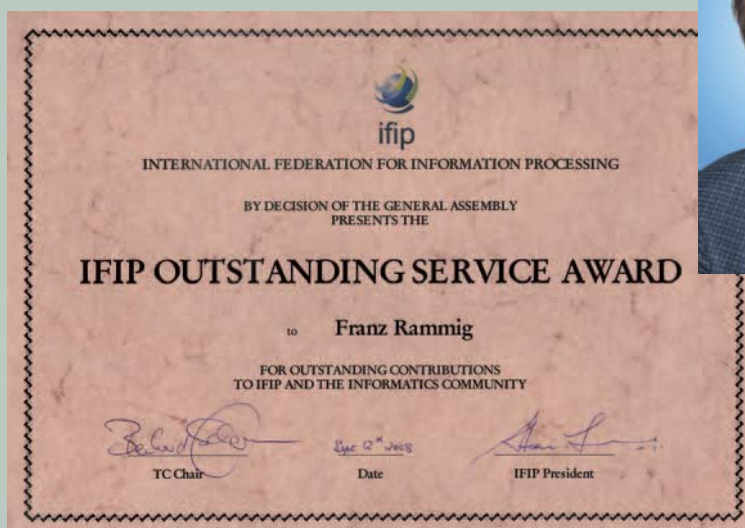 ifip
INTERNATIONAL FEDERATION FOR INFORMATION PROCESSING
BY DECISION OF THE GENERAL ASSEMBLY
PRESENTS THE
IFIP OUTSTANDING SERVICE AWARD
to Franz Rammig
FOR OUTSTANDING CONTRIBUTIONS
TO IFIP AND THE INFORMATICS COMMUNITY
2008
TC Chair Date IFIP President